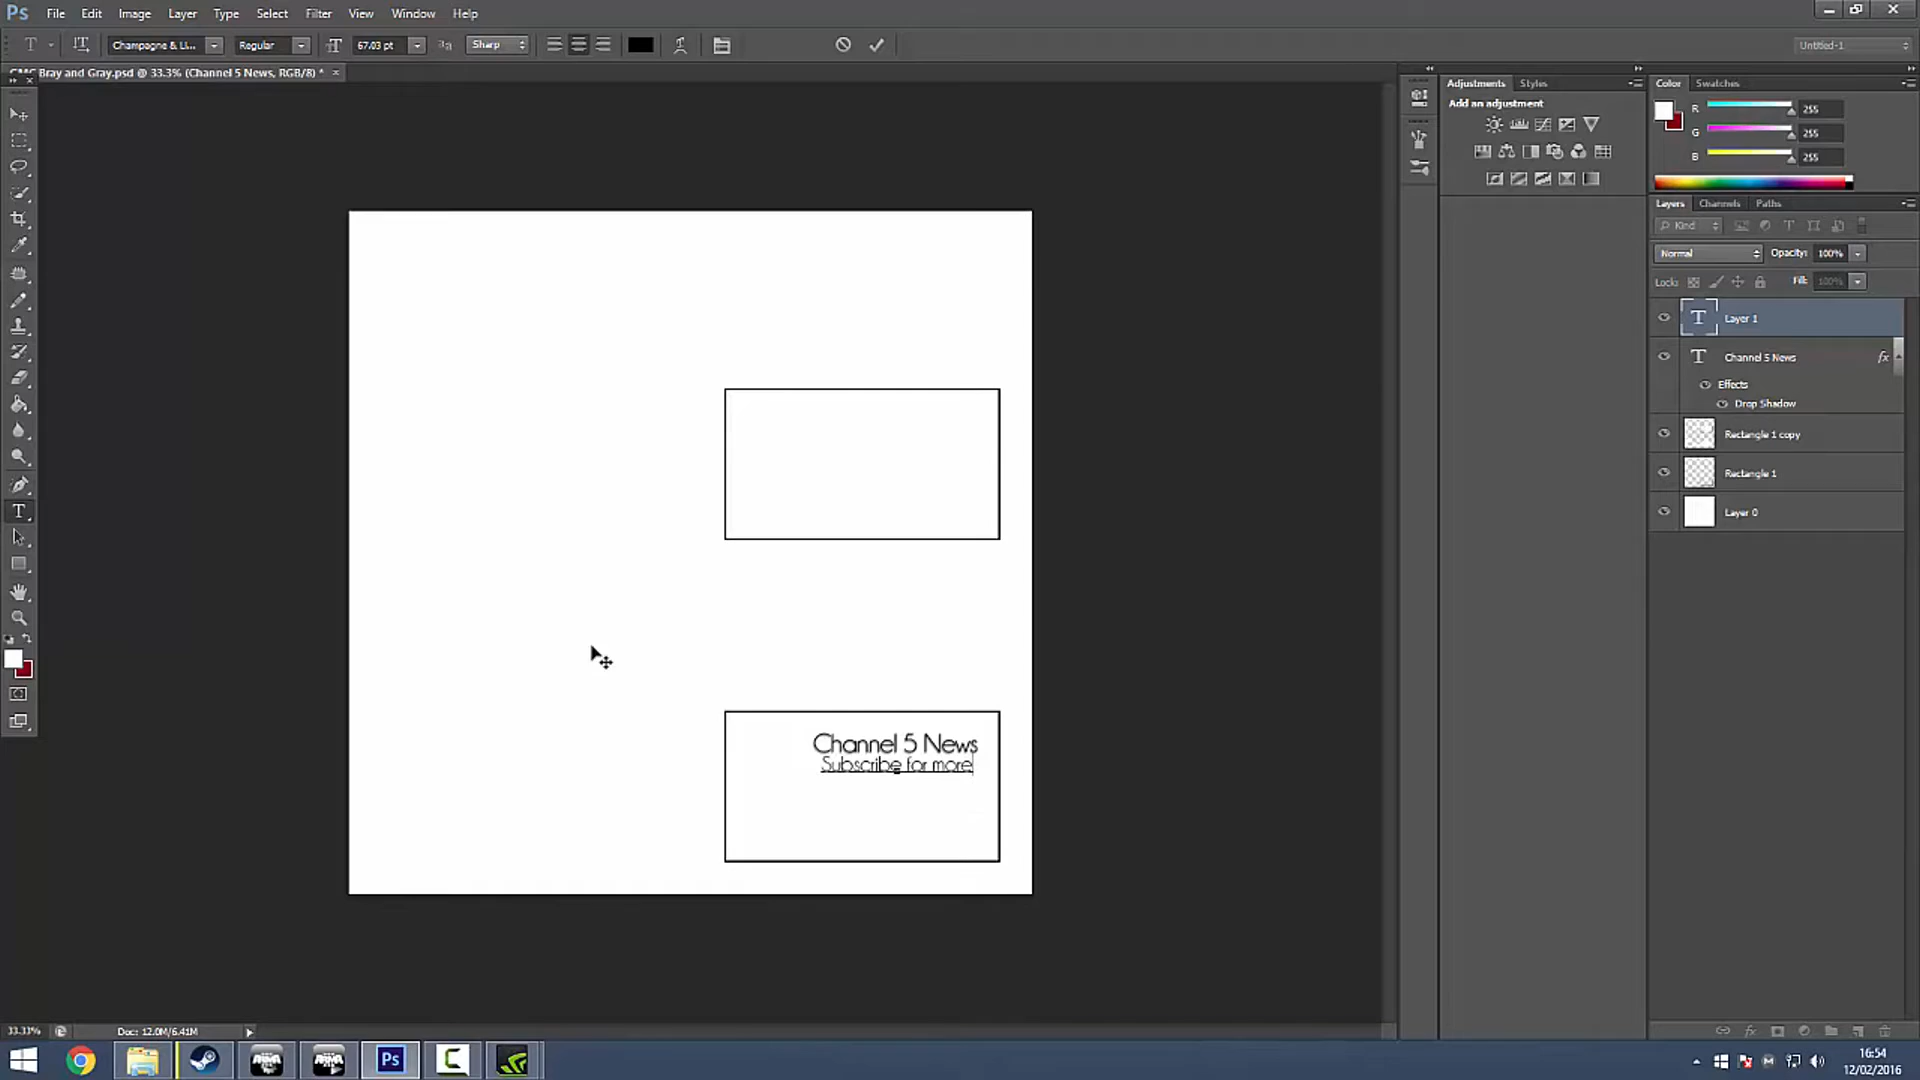 Ps File Edit Image Layer Type Select Filter View Window Help
Champagne & Li... Regular 67.03 pt Sharp Untitled-1
Bray and Gray.psd @ 33.3% (Channel 5 News, RGB/8) *
Adjustments Styles
Add an adjustment
Color Swatches
R 255
G 255
B 255
Layers Channels Paths
Kind
Normal Opacity: 100%
Lock: Fill: 100%
T Layer 1
T Channel 5 News fx
Effects
Drop Shadow
Rectangle 1 copy
Rectangle 1
Layer 0
Channel 5 News
Subscribe for more
33.33% Doc: 12.0M/6.41M
Ps
16:54
12/02/2016